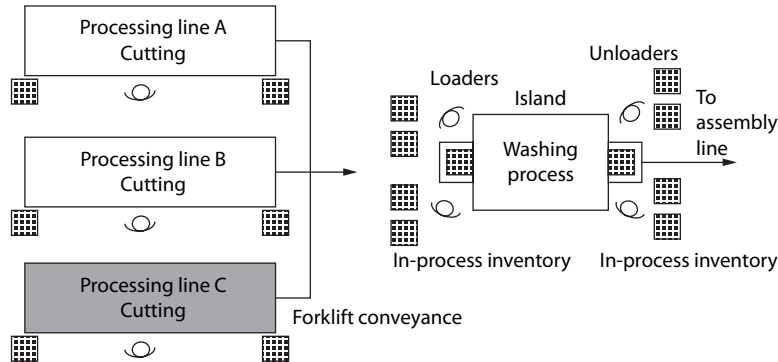 Processing line A
Cutting
Processing line B
Cutting
Processing line C
Cutting
Forklift conveyance
Loaders
Island
Washing
process
Unloaders
To
assembly
line
In-process inventory
In-process inventory